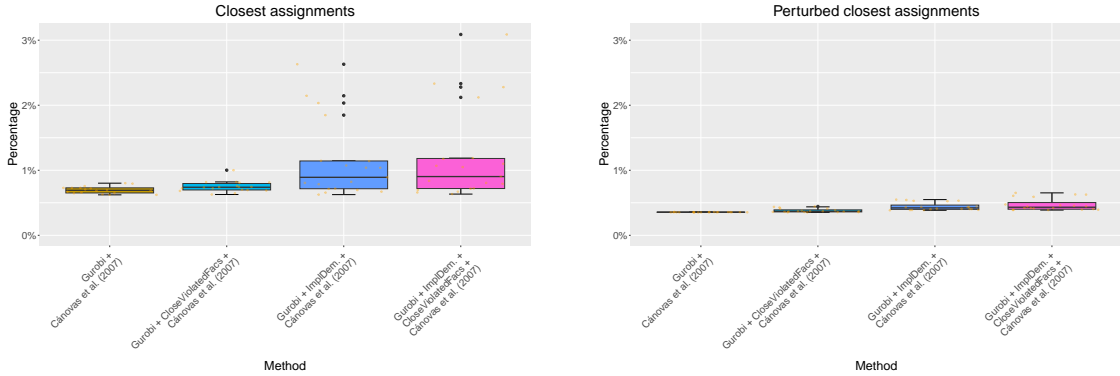 Closest assignments
3%
2%
1%
0%
Percentage
Gurobi +
Cánovas et al. (2007)
Gurobi + CloseViolatedFacs +
Cánovas et al. (2007)
Gurobi + ImplDem. +
Cánovas et al. (2007)
Gurobi + ImplDem. +
CloseViolatedFacs +
Cánovas et al. (2007)
Method
Perturbed closest assignments
3%
2%
1%
0%
Percentage
Gurobi +
Cánovas et al. (2007)
Gurobi + CloseViolatedFacs +
Cánovas et al. (2007)
Gurobi + ImplDem. +
Cánovas et al. (2007)
Gurobi + ImplDem. +
CloseViolatedFacs +
Cánovas et al. (2007)
Method